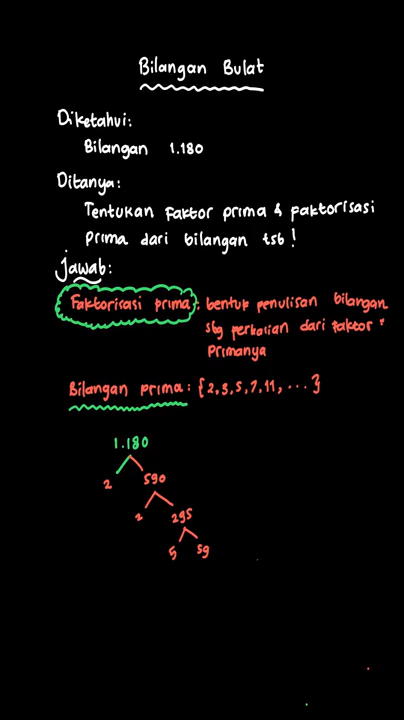 Bilangan Bulat
Diketahui:
Bilangan 1.180
Ditanya:
Tentukan faktor prima & faktorisasi
prima dari bilangan tsb!
Jawab:
Faktorisasi prima: bentuk penulisan bilangan
sbg perkalian dari faktor"
Primanya
Bilangan prima: {2,3,5,7,11,...}
1.180
2 590
2 295
5 59